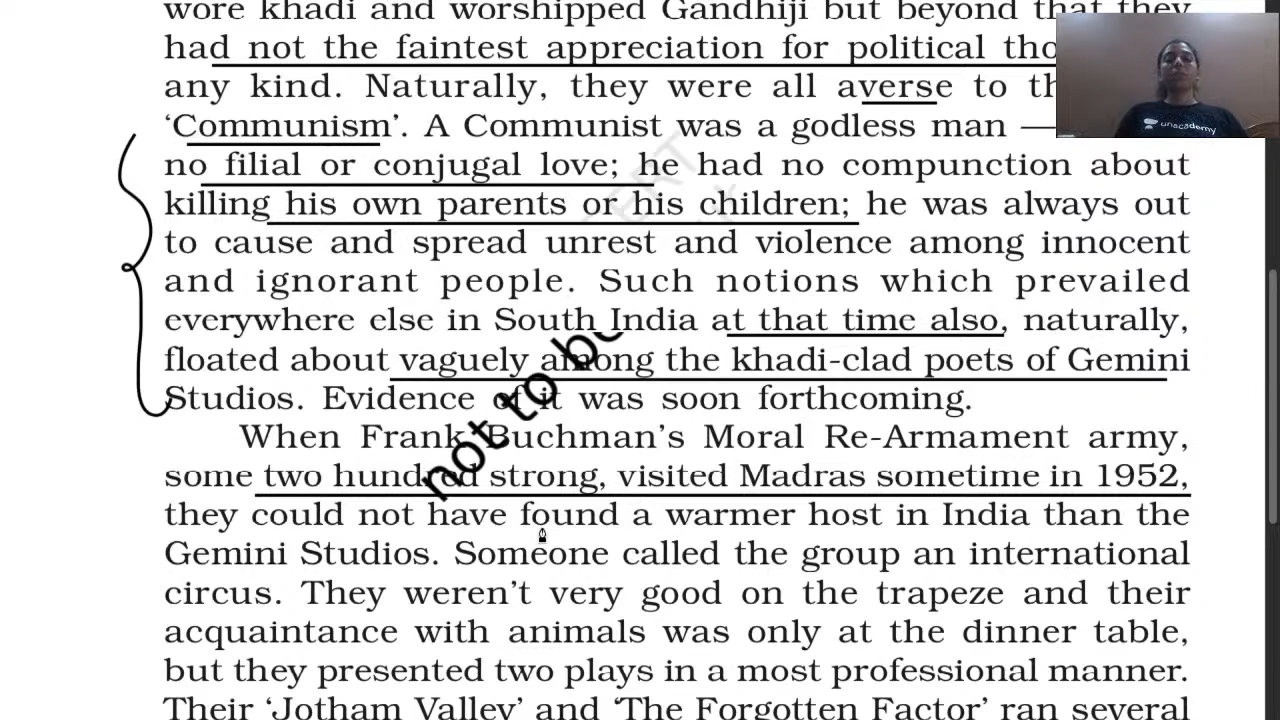 wore khadi and worshipped Gandhiji but beyond that they
had not the faintest appreciation for political
any kind. Naturally, they were all averse to
‘Communism’. A Communist was a godless man —
no filial or conjugal love; he had no compunction about
killing his own parents or his children; he was always out
to cause and spread unrest and violence among innocent
and ignorant people. Such notions which prevailed
everywhere else in South India at that time also, naturally,
floated about vaguely among the khadi-clad poets of Gemini
Studios. Evidence of it was soon forthcoming.
When Frank Buchman’s Moral Re-Armament army,
some two hundred strong, visited Madras sometime in 1952,
they could not have found a warmer host in India than the
Gemini Studios. Someone called the group an international
circus. They weren’t very good on the trapeze and their
acquaintance with animals was only at the dinner table,
but they presented two plays in a most professional manner.
Their ‘Jotham Valley’ and ‘The Forgotten Factor’ ran several
not to be
unacademy